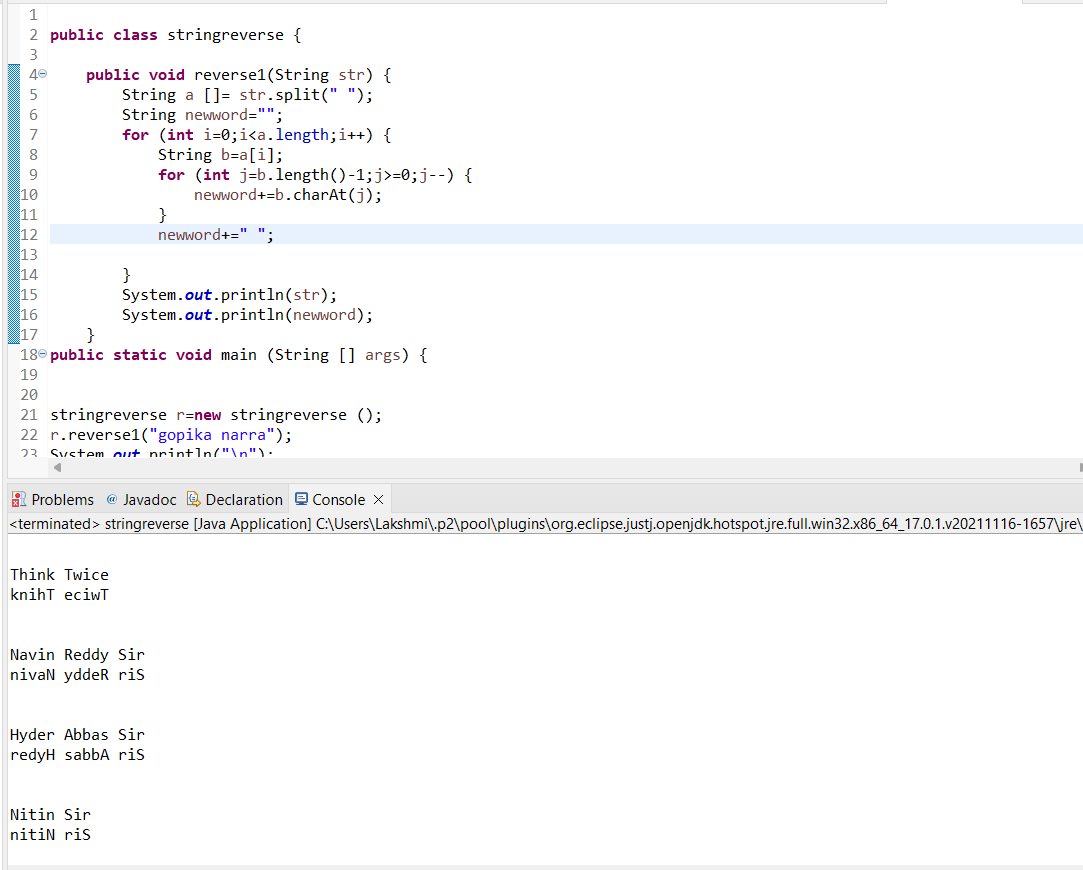 1
2 public class stringreverse {
3
4 public void reverse1(String str) {
5 String a []= str.split(" ");
6 String newword="";
7 for (int i=0;i<a.length;i++) {
8 String b=a[i];
9 for (int j=b.length()-1;j>=0;j--) {
10 newword+=b.charAt(j);
11 }
12 newword+=" ";
13
14 }
15 System.out.println(str);
16 System.out.println(newword);
17 }
18 public static void main (String [] args) {
19
20
21 stringreverse r=new stringreverse ();
22 r.reverse1("gopika narra");
23 System.out.println("\n");
Problems @ Javadoc Declaration Console
<terminated> stringreverse [Java Application] C:\Users\Lakshmi\.p2\pool\plugins\org.eclipse.justj.openjdk.hotspot.jre.full.win32.x86_64_17.0.1.v20211116-1657\jre\
Think Twice
knihT eciwT
Navin Reddy Sir
nivaN yddeR riS
Hyder Abbas Sir
redyH sabbA riS
Nitin Sir
nitiN riS